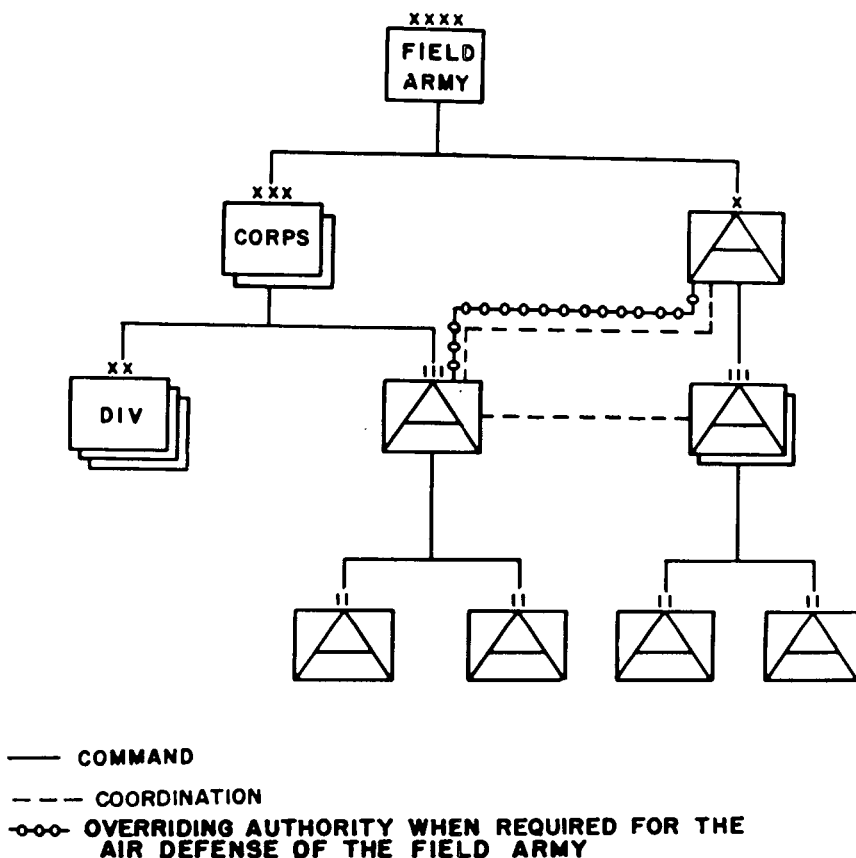 XXXX
FIELD
ARMY
XXX
CORPS
X
XX
DIV
III
III
II
II
II
II
COMMAND
COORDINATION
OVERRIDING AUTHORITY WHEN REQUIRED FOR THE
AIR DEFENSE OF THE FIELD ARMY